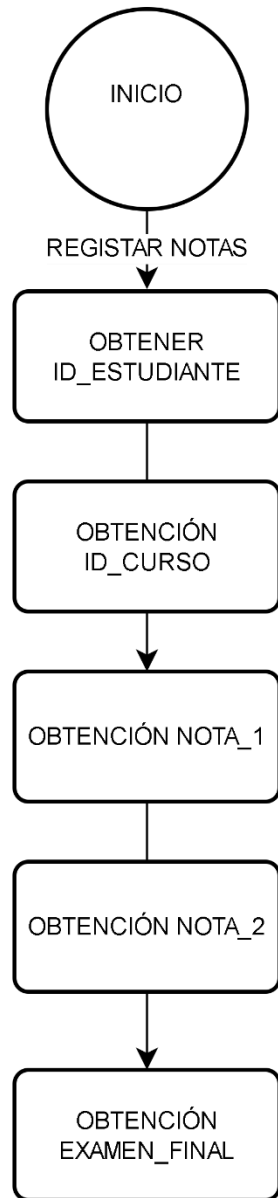 INICIO
REGISTAR NOTAS
OBTENER
ID_ESTUDIANTE
OBTENCIÓN
ID_CURSO
OBTENCIÓN NOTA_1
OBTENCIÓN NOTA_2
OBTENCIÓN
EXAMEN_FINAL